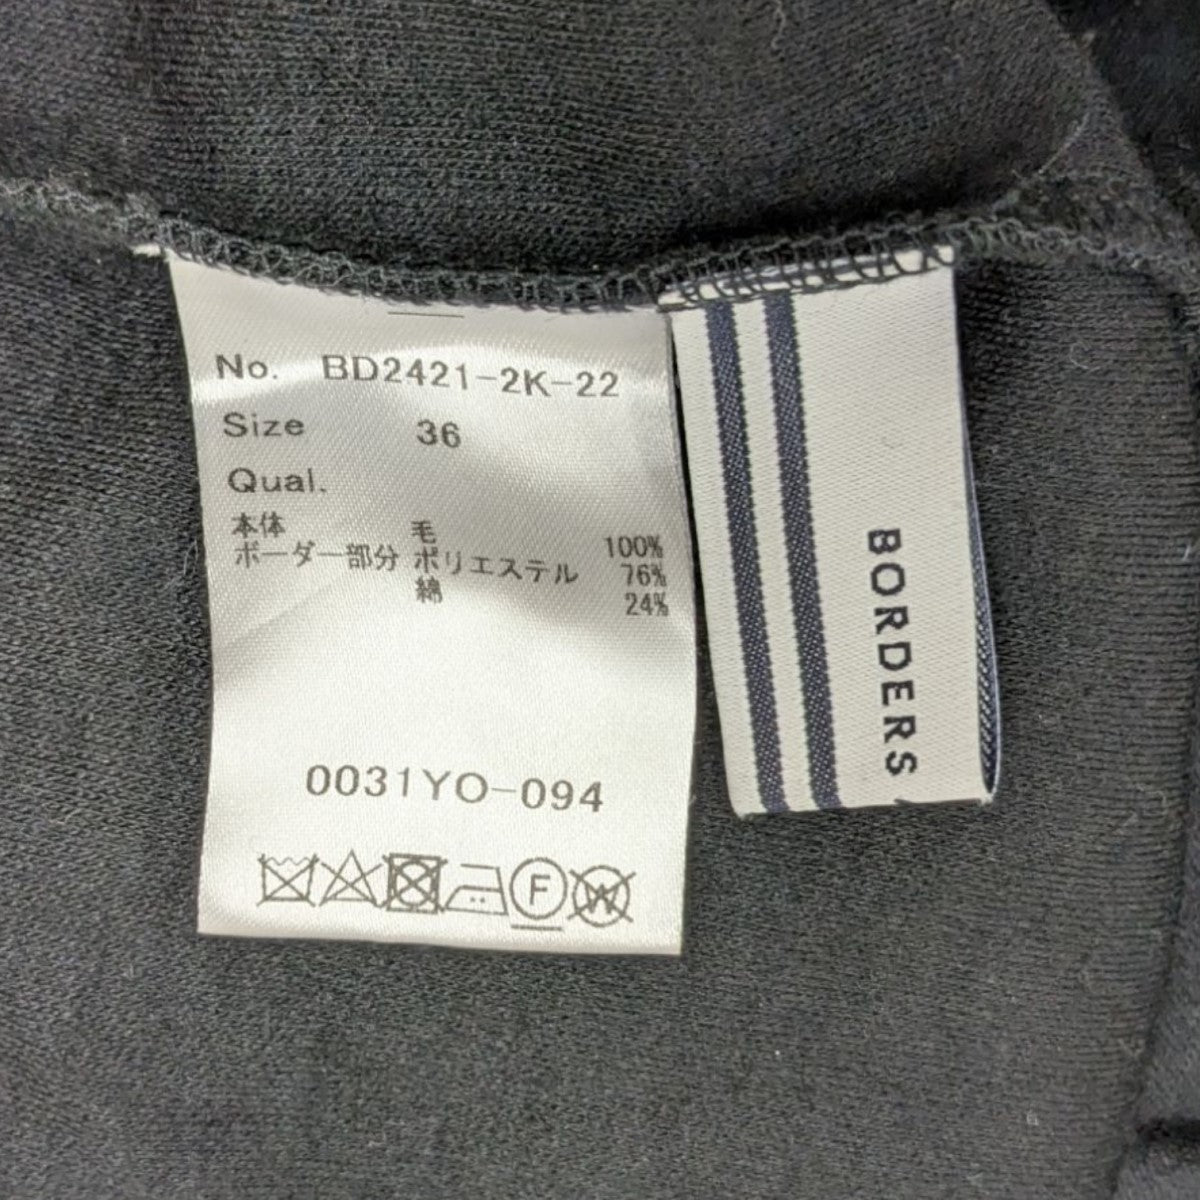 No. BD2421-2K-22
Size 36
Qual.
本体 毛 100%
ボーダー部分 ポリエステル 76%
綿 24%
0031YO-094
F
W
BORDERS